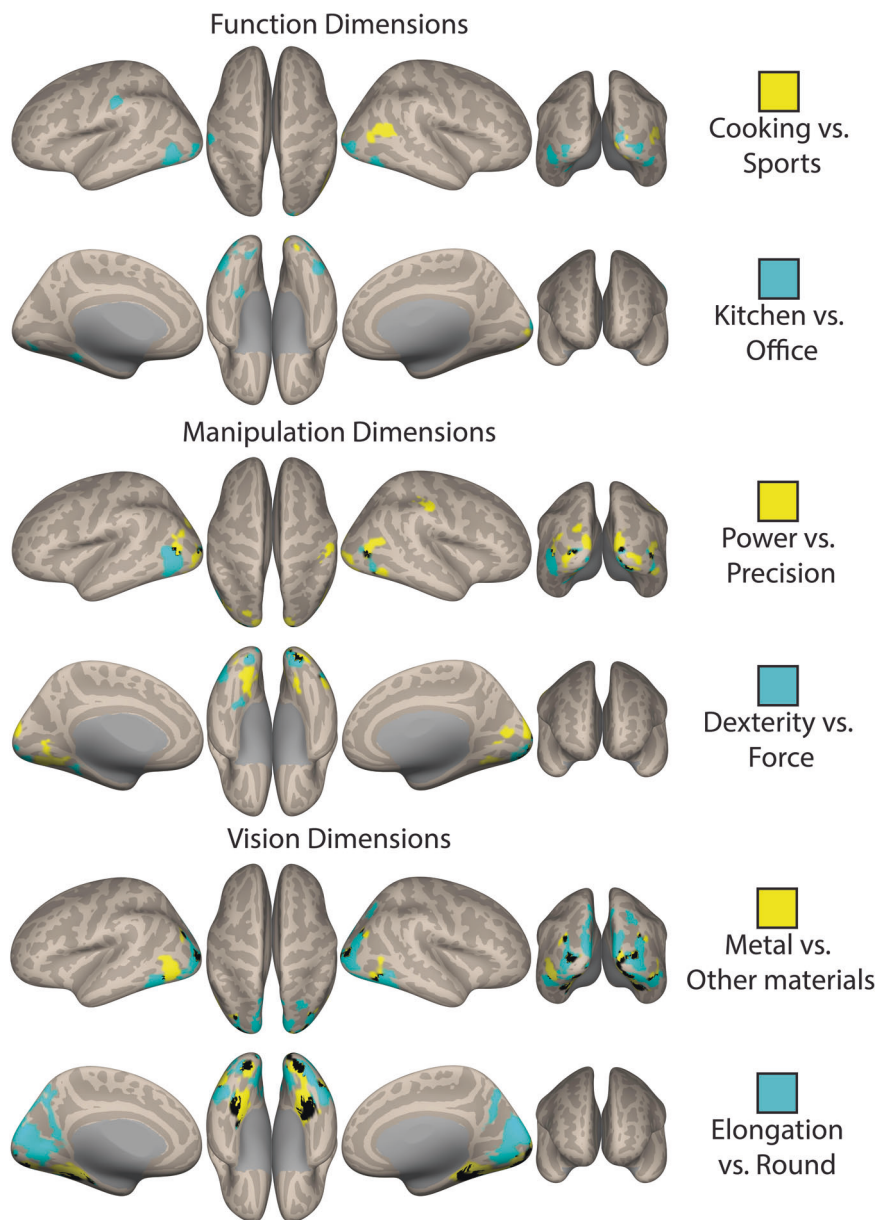 Function Dimensions
Cooking vs.
Sports
Kitchen vs.
Office
Manipulation Dimensions
Power vs.
Precision
Dexterity vs.
Force
Vision Dimensions
Metal vs.
Other materials
Elongation
vs. Round